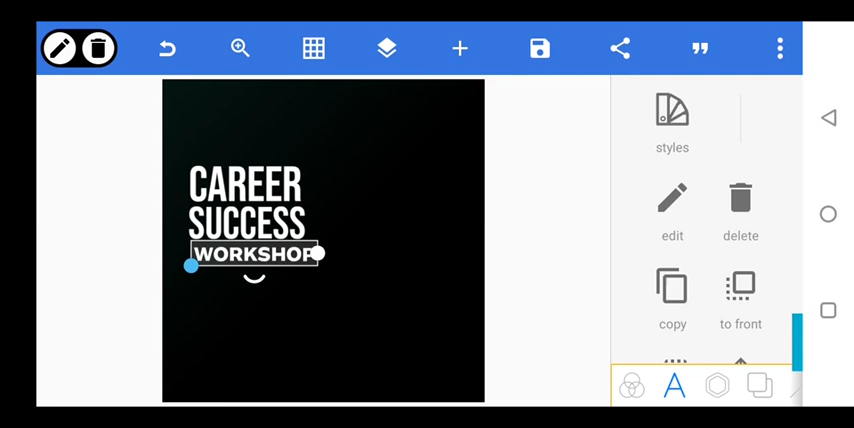 CAREER
SUCCESS
WORKSHOP
styles
edit
delete
copy
to front